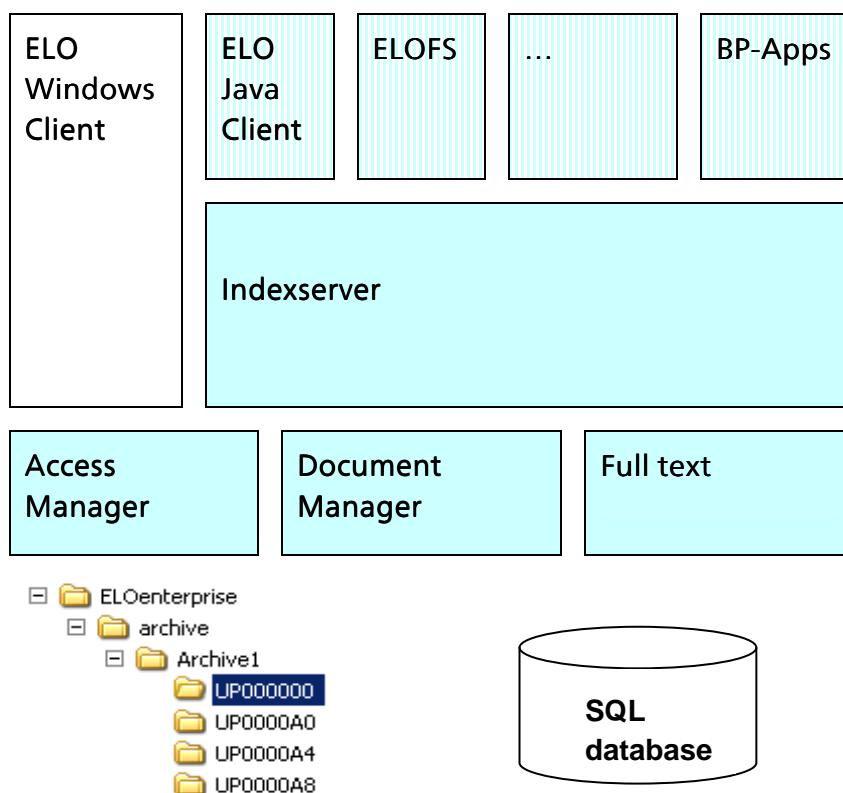 ELO
Windows
Client
ELO
Java
Client
ELOFS
...
BP-Apps
Indexserver
Access
Manager
Document
Manager
Full text
ELOenterprise
archive
Archive1
UP000000
UP0000A0
UP0000A4
UP0000A8
SQL
database